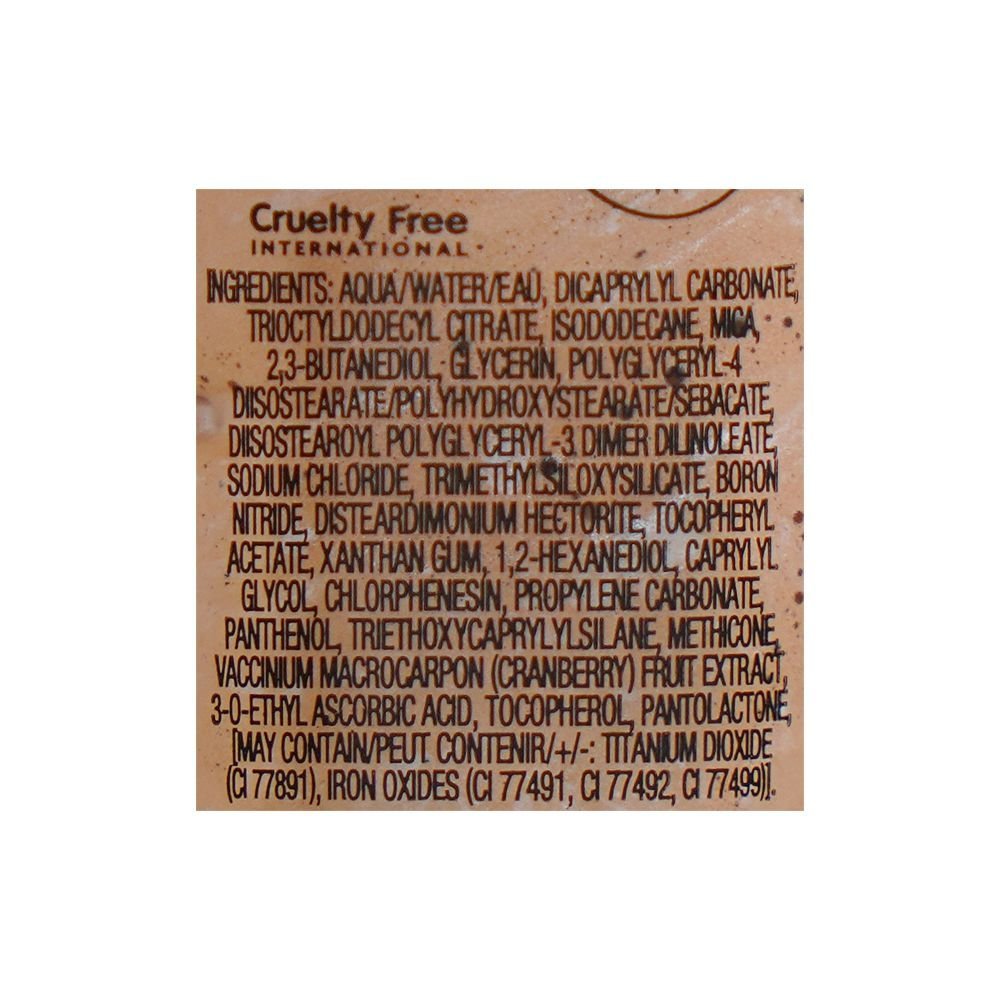 Cruelty Free
INTERNATIONAL
INGREDIENTS: AQUA/WATER/EAU, DICAPRYLYL CARBONATE,
TRIOCTYLDODECYL CITRATE, ISODODECANE, MICA,
2,3-BUTANEDIOL, GLYCERIN, POLYGLYCERYL-4
DIISOSTEARATE/POLYHYDROXYSTEARATE/SEBACATE,
DIISOSTEAROYL POLYGLYCERYL-3 DIMER DILINOLEATE,
SODIUM CHLORIDE, TRIMETHYLSILOXYSILICATE, BORON
NITRIDE, DISTEARDIMONIUM HECTORITE, TOCOPHERYL
ACETATE, XANTHAN GUM, 1,2-HEXANEDIOL, CAPRYLYL
GLYCOL, CHLORPHENESIN, PROPYLENE CARBONATE,
PANTHENOL, TRIETHOXYCAPRYLYLSILANE, METHICONE,
VACCINIUM MACROCARPON (CRANBERRY) FRUIT EXTRACT,
3-O-ETHYL ASCORBIC ACID, TOCOPHEROL, PANTOLACTONE,
[MAY CONTAIN/PEUT CONTENIR/+/-: TITANIUM DIOXIDE
(CI 77891), IRON OXIDES (CI 77491, CI 77492, CI 77499)].